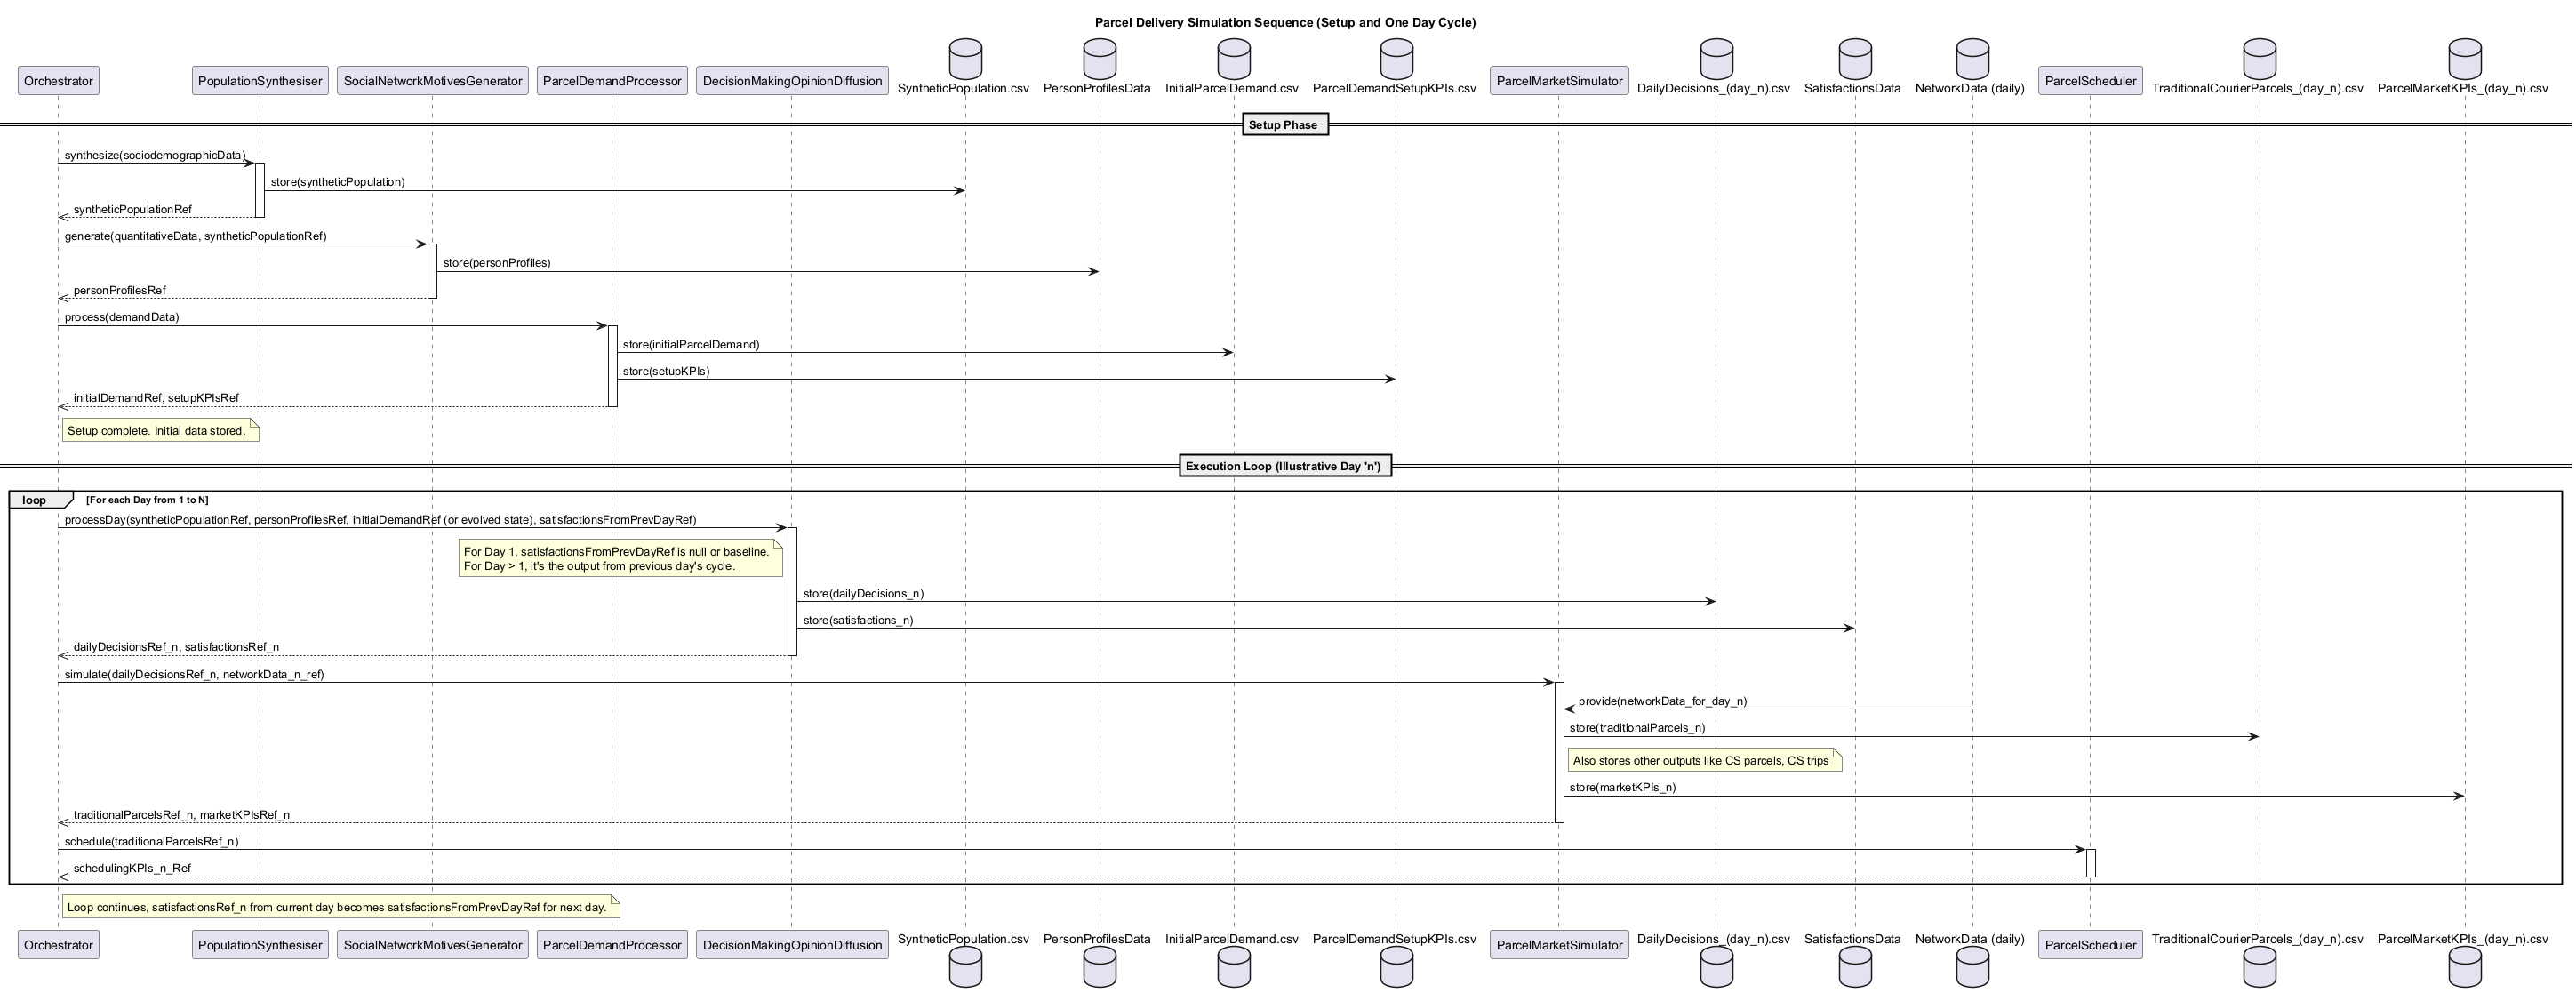 Parcel Delivery Simulation Sequence (Setup and One Day Cycle)
Orchestrator
PopulationSynthesiser
SocialNetworkMotivesGenerator
ParcelDemandProcessor
DecisionMakingOpinionDiffusion
SyntheticPopulation.csv
PersonProfilesData
InitialParcelDemand.csv
ParcelDemandSetupKPIs.csv
ParcelMarketSimulator
DailyDecisions_(day_n).csv
SatisfactionsData
NetworkData (daily)
ParcelScheduler
TraditionalCourierParcels_(day_n).csv
ParcelMarketKPIs_(day_n).csv
Setup Phase
synthesize(sociodemographicData)
store(syntheticPopulation)
syntheticPopulationRef
generate(quantitativeData, syntheticPopulationRef)
store(personProfiles)
personProfilesRef
process(demandData)
store(initialParcelDemand)
store(setupKPIs)
initialDemandRef, setupKPIsRef
Setup complete. Initial data stored.
Execution Loop (Illustrative Day 'n')
loop
[For each Day from 1 to N]
processDay(syntheticPopulationRef, personProfilesRef, initialDemandRef (or evolved state), satisfactionsFromPrevDayRef)
For Day 1, satisfactionsFromPrevDayRef is null or baseline.
For Day > 1, it's the output from previous day's cycle.
store(dailyDecisions_n)
store(satisfactions_n)
dailyDecisionsRef_n, satisfactionsRef_n
simulate(dailyDecisionsRef_n, networkData_n_ref)
provide(networkData_for_day_n)
store(traditionalParcels_n)
Also stores other outputs like CS parcels, CS trips
store(marketKPIs_n)
traditionalParcelsRef_n, marketKPIsRef_n
schedule(traditionalParcelsRef_n)
schedulingKPIs_n_Ref
Loop continues, satisfactionsRef_n from current day becomes satisfactionsFromPrevDayRef for next day.
Orchestrator
PopulationSynthesiser
SocialNetworkMotivesGenerator
ParcelDemandProcessor
DecisionMakingOpinionDiffusion
SyntheticPopulation.csv
PersonProfilesData
InitialParcelDemand.csv
ParcelDemandSetupKPIs.csv
ParcelMarketSimulator
DailyDecisions_(day_n).csv
SatisfactionsData
NetworkData (daily)
ParcelScheduler
TraditionalCourierParcels_(day_n).csv
ParcelMarketKPIs_(day_n).csv